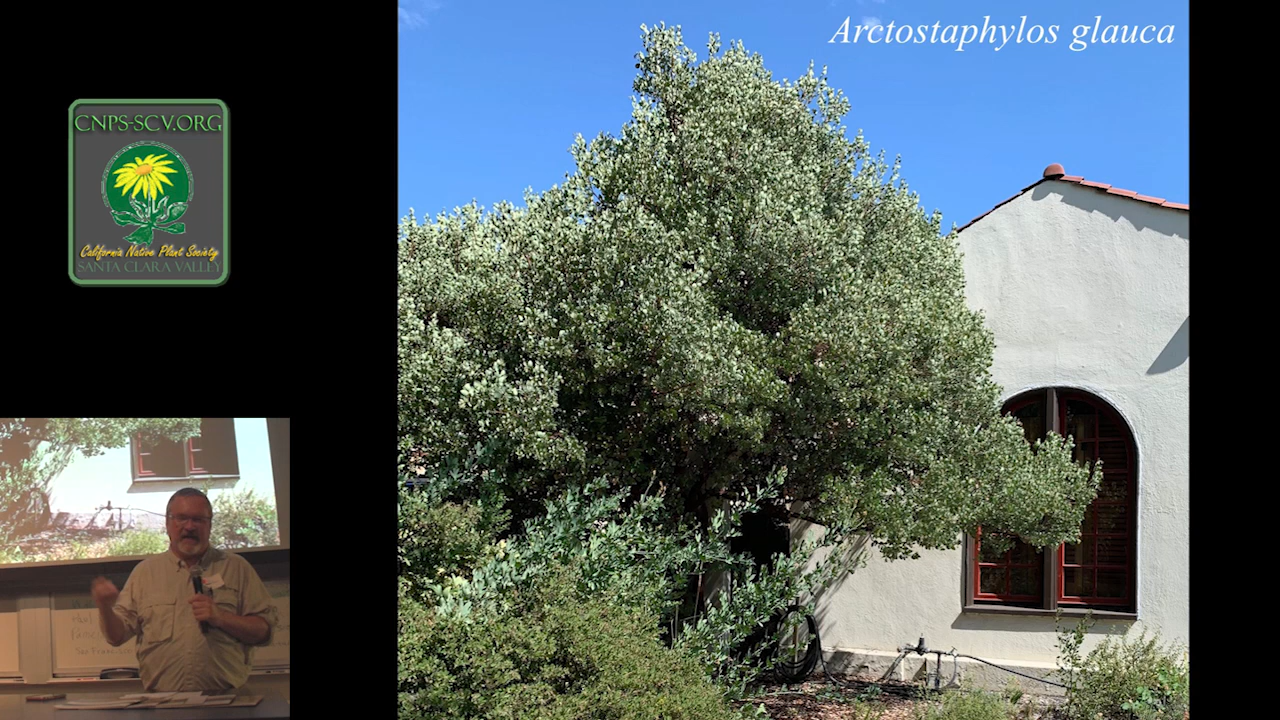 Arctostaphylos glauca
CNPS-SCV.ORG
California Native Plant Society
SANTA CLARA VALLEY